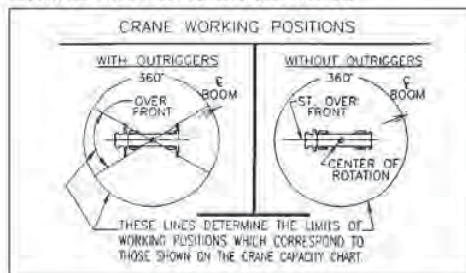 CRANE WORKING POSITIONS
WITH OUTRIGGERS
360°
℄
BOOM
OVER
FRONT
WITHOUT OUTRIGGERS
360°
℄
BOOM
ST. OVER
FRONT
CENTER OF
ROTATION
THESE LINES DETERMINE THE LIMITS OF
WORKING POSITIONS WHICH CORRESPOND TO
THOSE SHOWN ON THE CRANE CAPACITY CHART.